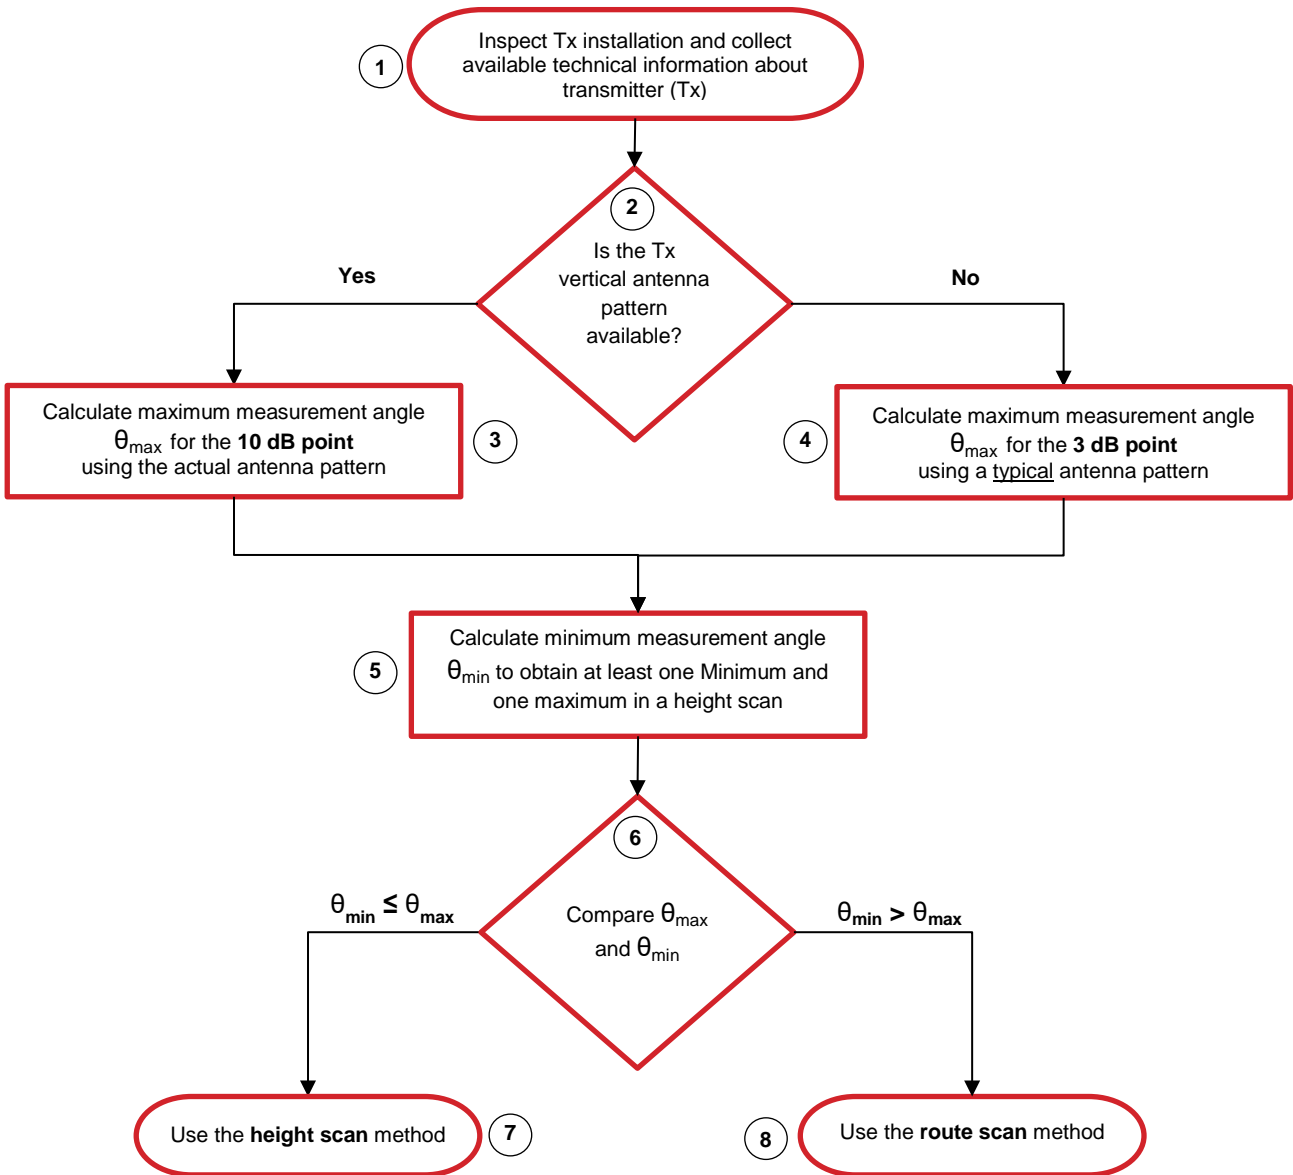 1
Inspect Tx installation and collect
available technical information about
transmitter (Tx)
2
Is the Tx
vertical antenna
pattern
available?
Yes
No
Calculate maximum measurement angle
θmax for the 10 dB point
using the actual antenna pattern
3
4
Calculate maximum measurement angle
θmax for the 3 dB point
using a typical antenna pattern
5
Calculate minimum measurement angle
θmin to obtain at least one Minimum and
one maximum in a height scan
6
Compare θmax
and θmin
θmin ≤ θmax
θmin > θmax
Use the height scan method
7
8
Use the route scan method